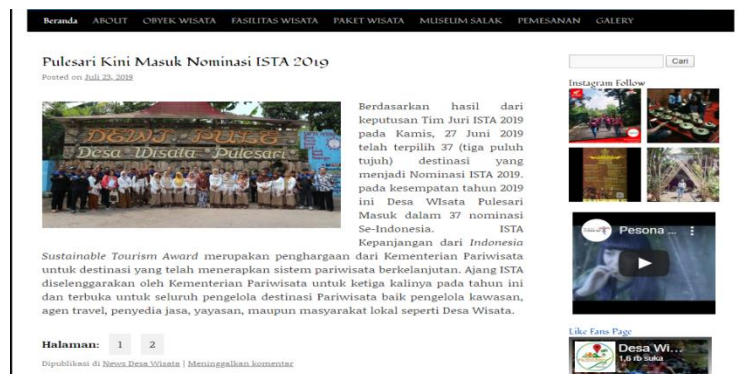 Beranda ABOUT OBYEK WISATA FASILITAS WISATA PAKET WISATA MUSEUM SALAK PEMESANAN GALERY
Pulesari Kini Masuk Nominasi ISTA 2019
Posted on Juli 23, 2019
DEWI PULE
Desa Wisata Pulesari
Berdasarkan hasil dari
keputusan Tim Juri ISTA 2019
pada Kamis, 27 Juni 2019
telah terpilih 37 (tiga puluh
tujuh) destinasi yang
menjadi Nominasi ISTA 2019.
pada kesempatan tahun 2019
ini Desa WIsata Pulesari
Masuk dalam 37 nominasi
Se-Indonesia. ISTA
Kepanjangan dari Indonesia
Sustainable Tourism Award merupakan penghargaan dari Kementerian Pariwisata
untuk destinasi yang telah menerapkan sistem pariwisata berkelanjutan. Ajang ISTA
diselenggarakan oleh Kementerian Pariwisata untuk ketiga kalinya pada tahun ini
dan terbuka untuk seluruh pengelola destinasi Pariwisata baik pengelola kawasan,
agen travel, penyedia jasa, yayasan, maupun masyarakat lokal seperti Desa Wisata.
Halaman: 1 2
Dipublikasi di News Desa Wisata | Meninggalkan komentar
Cari
Instagram Follow
Pesona ...
Like Fans Page
Desa Wi...
1,6 rb suka